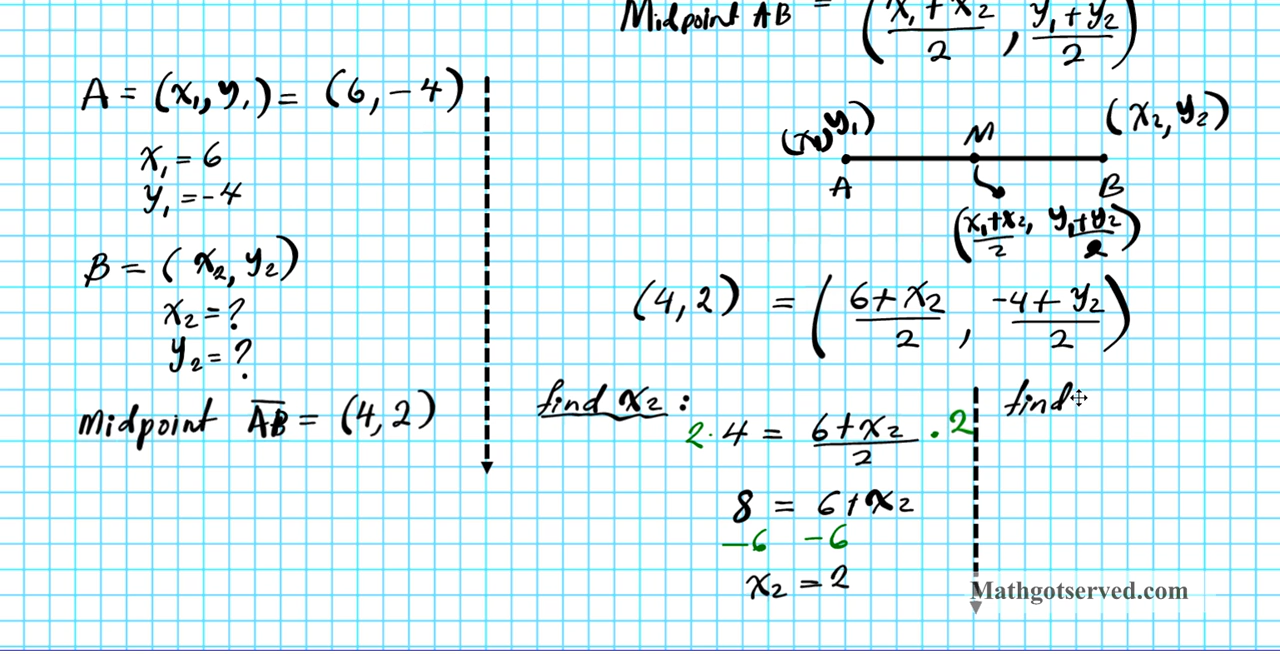 Midpoint AB = (x₁ + x₂ / 2 , y₁ + y₂ / 2)
A = (x₁, y₁) = (6, -4)
x₁ = 6
y₁ = -4
B = (x₂, y₂)
x₂ = ?
y₂ = ?
Midpoint A̅B̅ = (4, 2)
(x₁, y₁) M (x₂, y₂)
A B
(x₁+x₂ / 2, y₁+y₂ / 2)
(4, 2) = (6+x₂ / 2 , -4+y₂ / 2)
find x₂ :
2 · 4 = 6+x₂ / 2 . 2
8 = 6+x₂
-6 -6
x₂ = 2
find
Mathgotserved.com